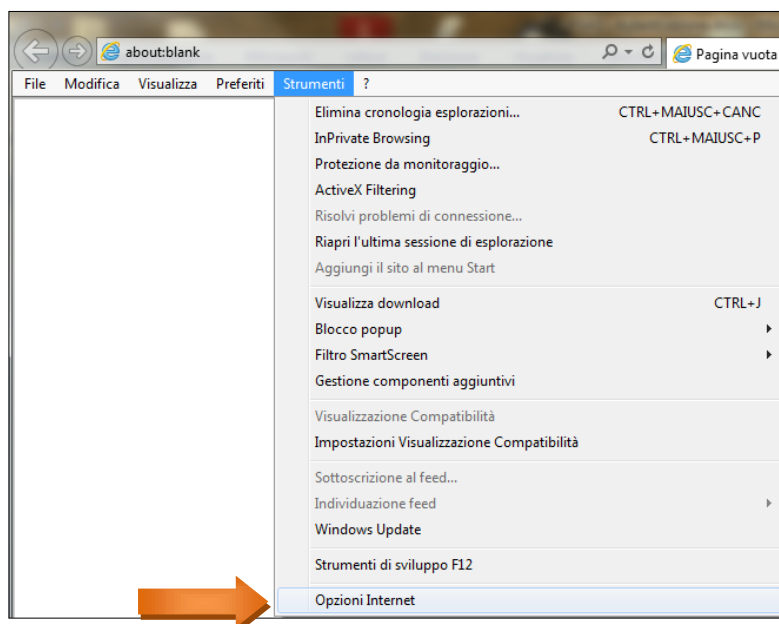 about:blank
Pagina vuota
File Modifica Visualizza Preferiti Strumenti ?
Elimina cronologia esplorazioni... CTRL+MAIUSC+CANC
InPrivate Browsing CTRL+MAIUSC+P
Protezione da monitoraggio...
ActiveX Filtering
Risolvi problemi di connessione...
Riapri l'ultima sessione di esplorazione
Aggiungi il sito al menu Start
Visualizza download CTRL+J
Blocco popup
Filtro SmartScreen
Gestione componenti aggiuntivi
Visualizzazione Compatibilità
Impostazioni Visualizzazione Compatibilità
Sottoscrizione al feed...
Individuazione feed
Windows Update
Strumenti di sviluppo F12
Opzioni Internet